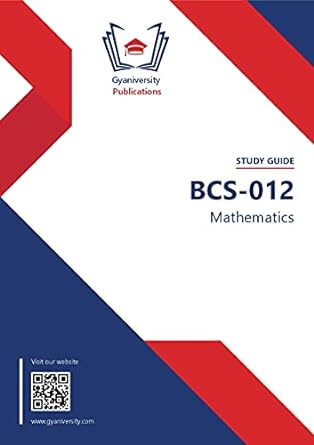 Gyaniversity
Publications
STUDY GUIDE
BCS-012
Mathematics
Visit our website
www.gyaniversity.com